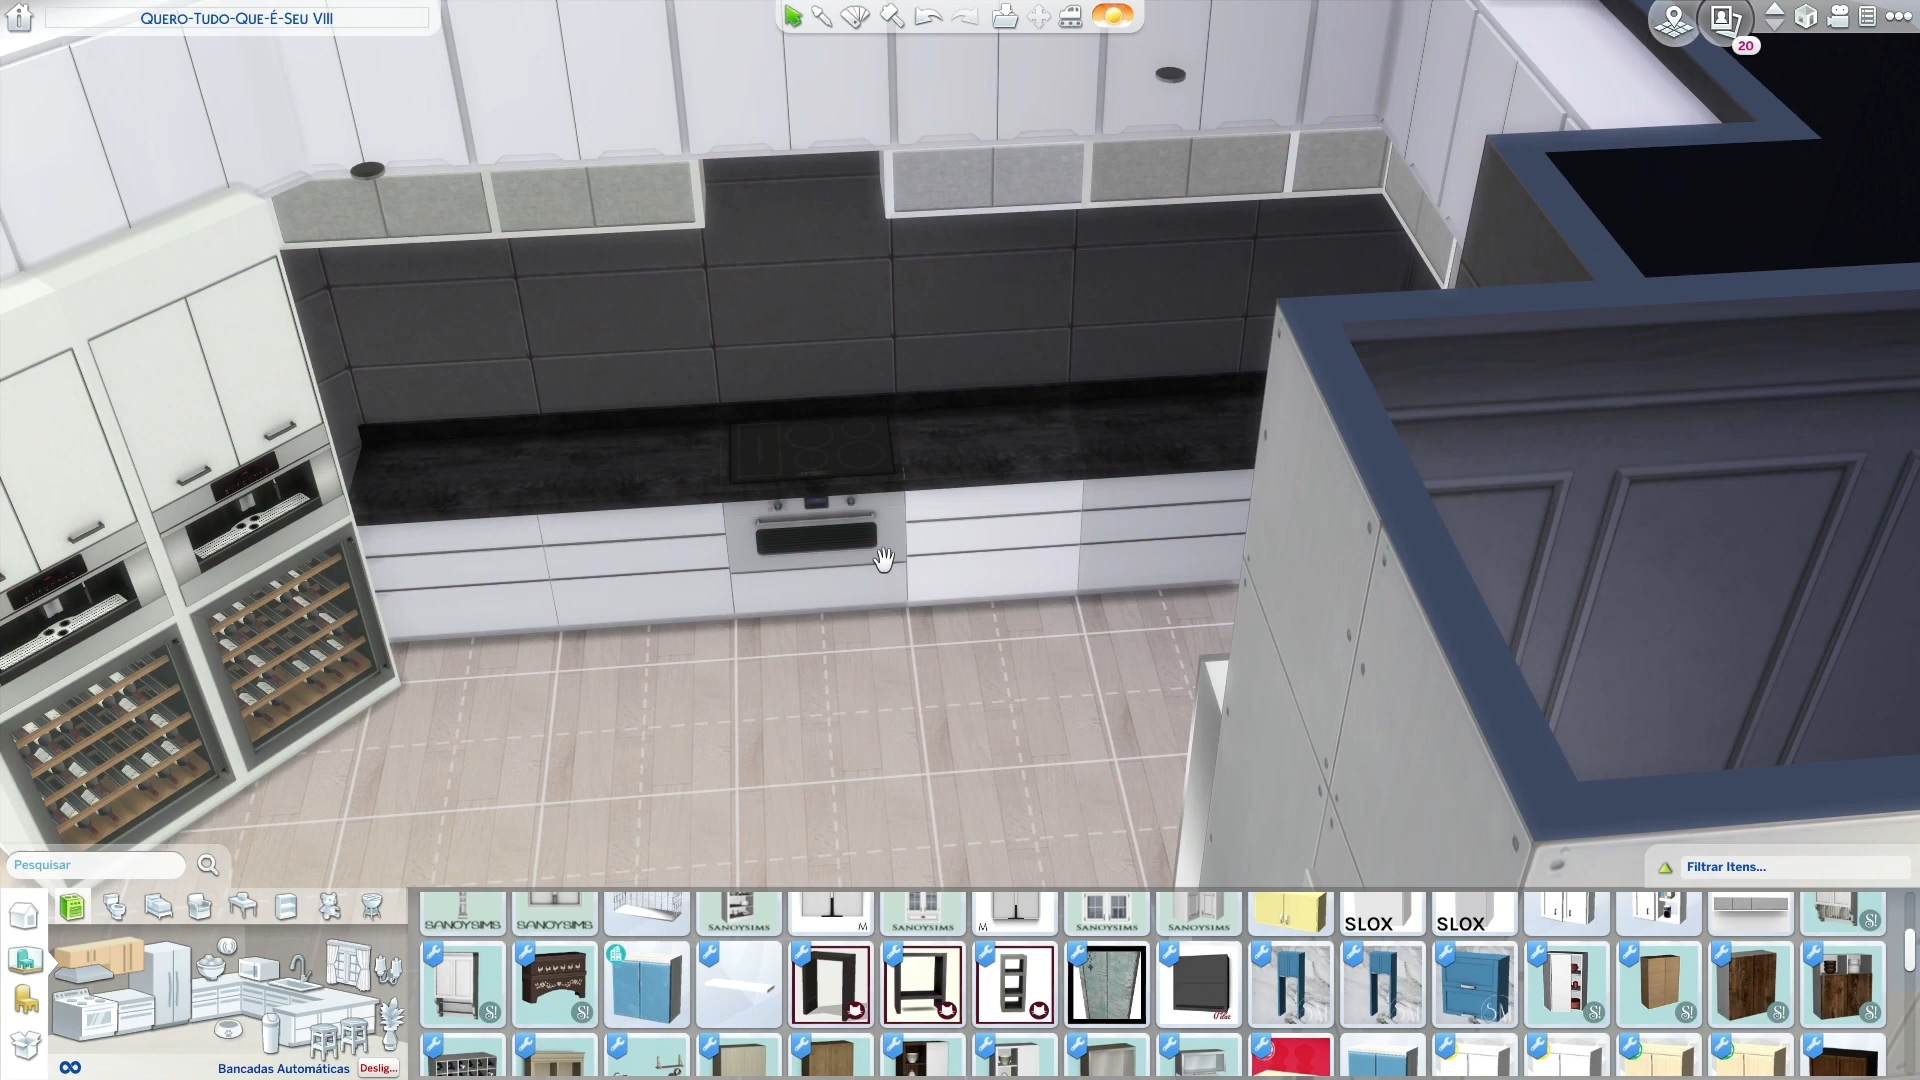 QUERO-TUDO-QUE-É-SEU VIII
20
Pesquisar
Filtrar Itens...
SANOYSIMS
SANOYSIMS
SANOYSIMS
M
SANOYSIMS
M
SANOYSIMS
SANOYSIMS
SLOX
SLOX
S!
S!
S!
S!
S!
S!
S!
Bancadas Automáticas
Deslig...